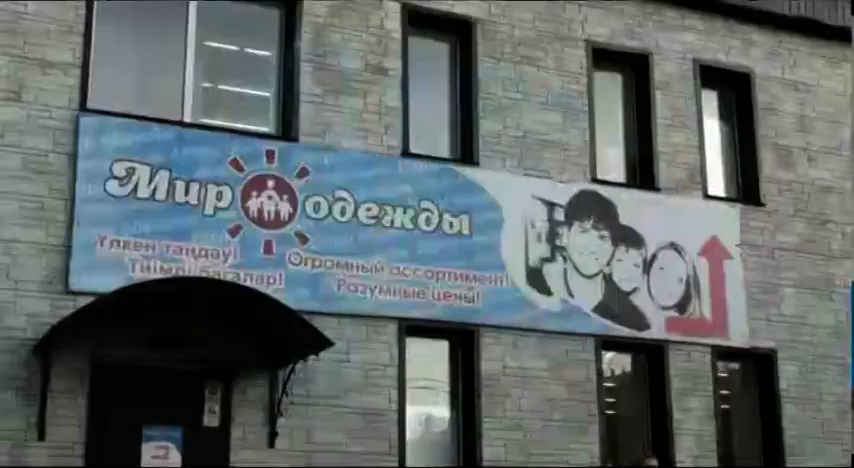 Мир одежды
Үлкен таңдау!
Тиімді бағалар!
Огромный ассортимент!
Разумные цены!